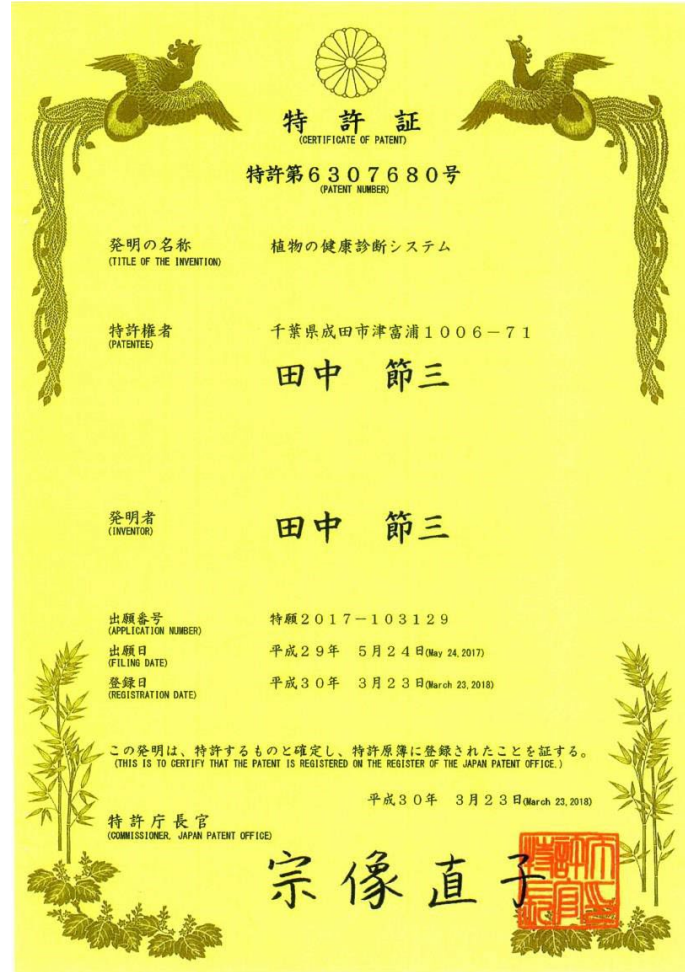 特許証
(CERTIFICATE OF PATENT)
特許第6307680号
(PATENT NUMBER)
発明の名称 植物の健康診断システム
(TITLE OF THE INVENTION)
特許権者 千葉県成田市津富浦1006-71
(PATENTEE)
田中 節三
発明者 田中 節三
(INVENTOR)
出願番号 特願2017-103129
(APPLICATION NUMBER)
出願日 平成29年 5月24日(May 24,2017)
(FILING DATE)
登録日 平成30年 3月23日(March 23,2018)
(REGISTRATION DATE)
この発明は、特許するものと確定し、特許原簿に登録されたことを証する。
(THIS IS TO CERTIFY THAT THE PATENT IS REGISTERED ON THE REGISTER OF THE JAPAN PATENT OFFICE.)
平成30年 3月23日(March 23,2018)
特許庁長官
(COMMISSIONER, JAPAN PATENT OFFICE)
宗像直子